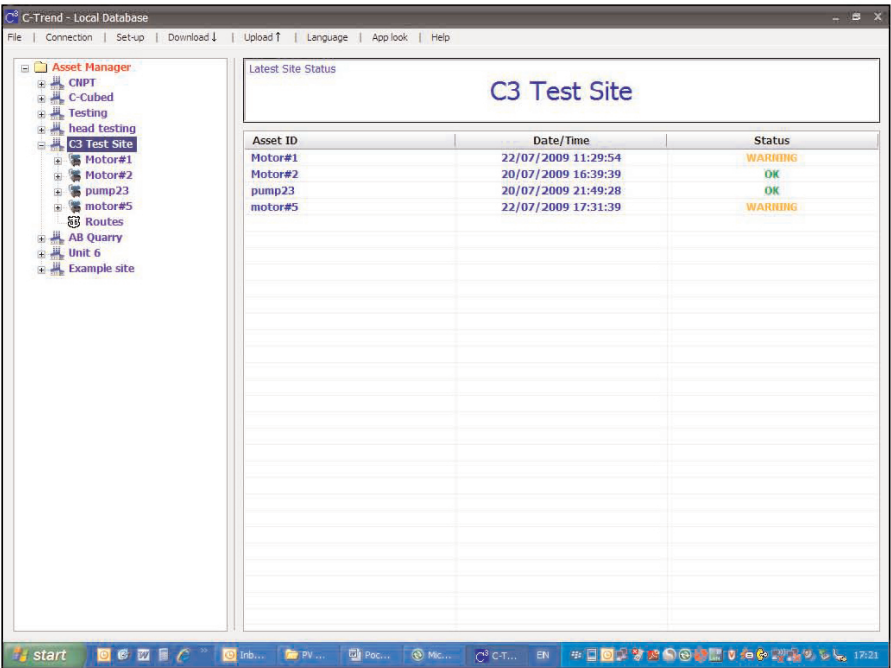 C-Trend - Local Database
File | Connection | Set-up | Download↓ | Upload↑ | Language | App look | Help
Asset Manager
CNPT
C-Cubed
Testing
head testing
C3 Test Site
Motor#1
Motor#2
pump23
motor#5
Routes
AB Quarry
Unit 6
Example site
Latest Site Status
C3 Test Site
Asset ID Date/Time Status
Motor#1 22/07/2009 11:29:54 WARNING
Motor#2 20/07/2009 16:39:39 OK
pump23 20/07/2009 21:49:28 OK
motor#5 22/07/2009 17:31:39 WARNING
start Inb... PV ... Poc... Mic... C-T... EN 17:21